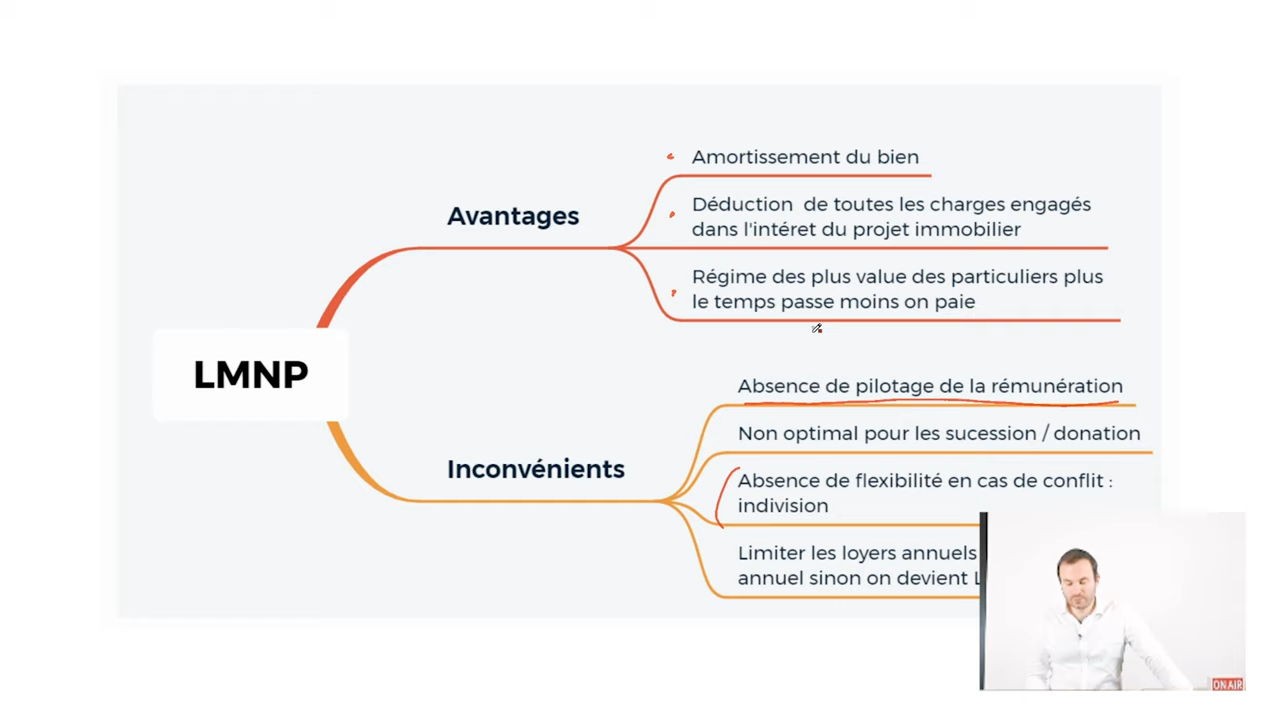 LMNP
Avantages
Amortissement du bien
Déduction de toutes les charges engagés
dans l'intéret du projet immobilier
Régime des plus value des particuliers plus
le temps passe moins on paie
Inconvénients
Absence de pilotage de la rémunération
Non optimal pour les sucession / donation
Absence de flexibilité en cas de conflit :
indivision
Limiter les loyers annuels
annuel sinon on devient
ON AIR